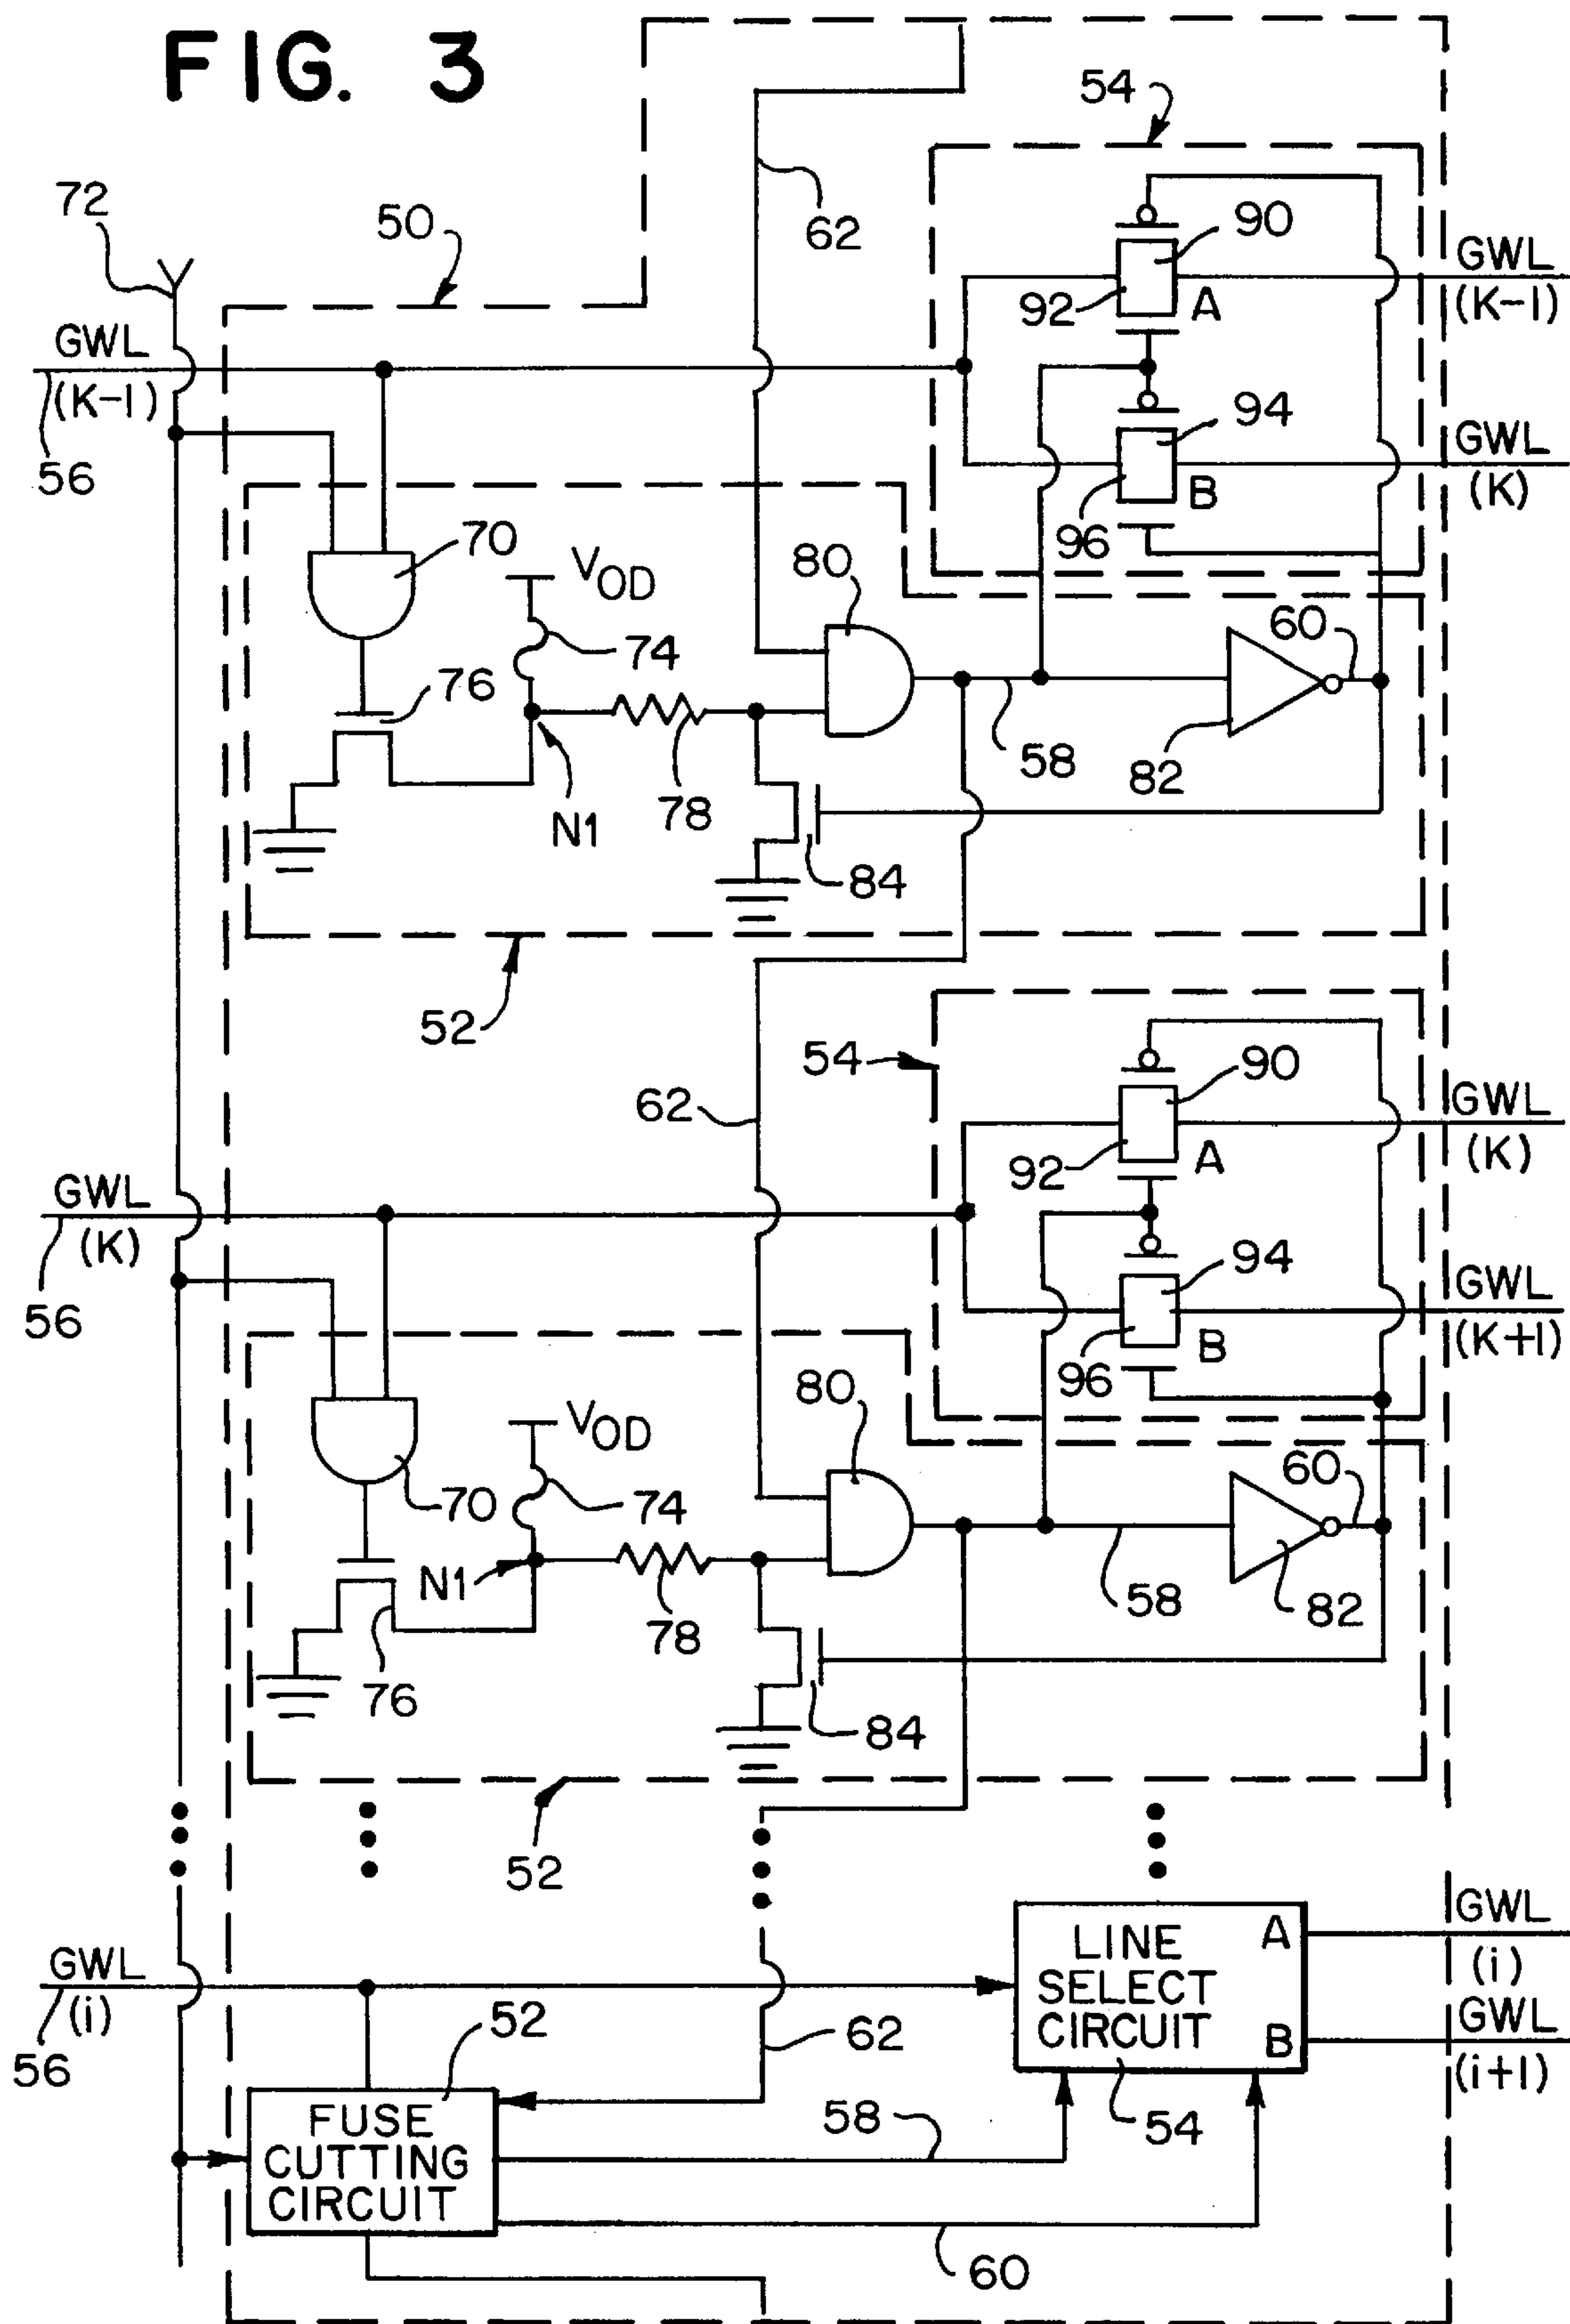 FIG. 3
54
72
50
62
90
GWL
(K-1)
92
A
GWL
(K-1)
56
94
GWL
(K)
96
B
70
VOD
80
74
60
76
58
82
78
N1
84
52
54
90
62
GWL
(K)
92
A
GWL
(K)
94
GWL
(K+1)
56
96
B
80
VOD
60
70
74
N1
58
82
78
76
84
52
GWL
(i)
LINE
SELECT
CIRCUIT
A
B
GWL
(i)
56
52
62
GWL
(i+1)
FUSE
CUTTING
CIRCUIT
58
54
60